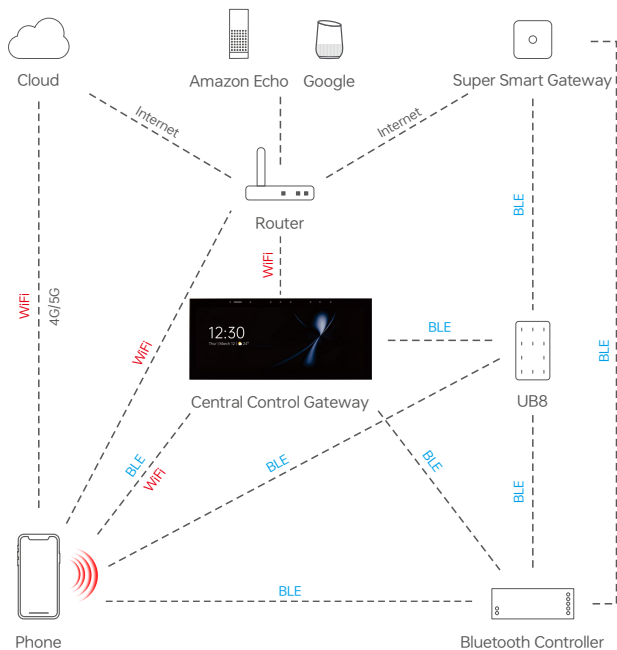 Cloud
Amazon Echo
Google
Super Smart Gateway
Internet
Internet
Router
BLE
WiFi
WiFi
4G/5G
12:30
WiFi
BLE
BLE
Central Control Gateway
UB8
BLE
WiFi
BLE
BLE
BLE
BLE
Phone
Bluetooth Controller